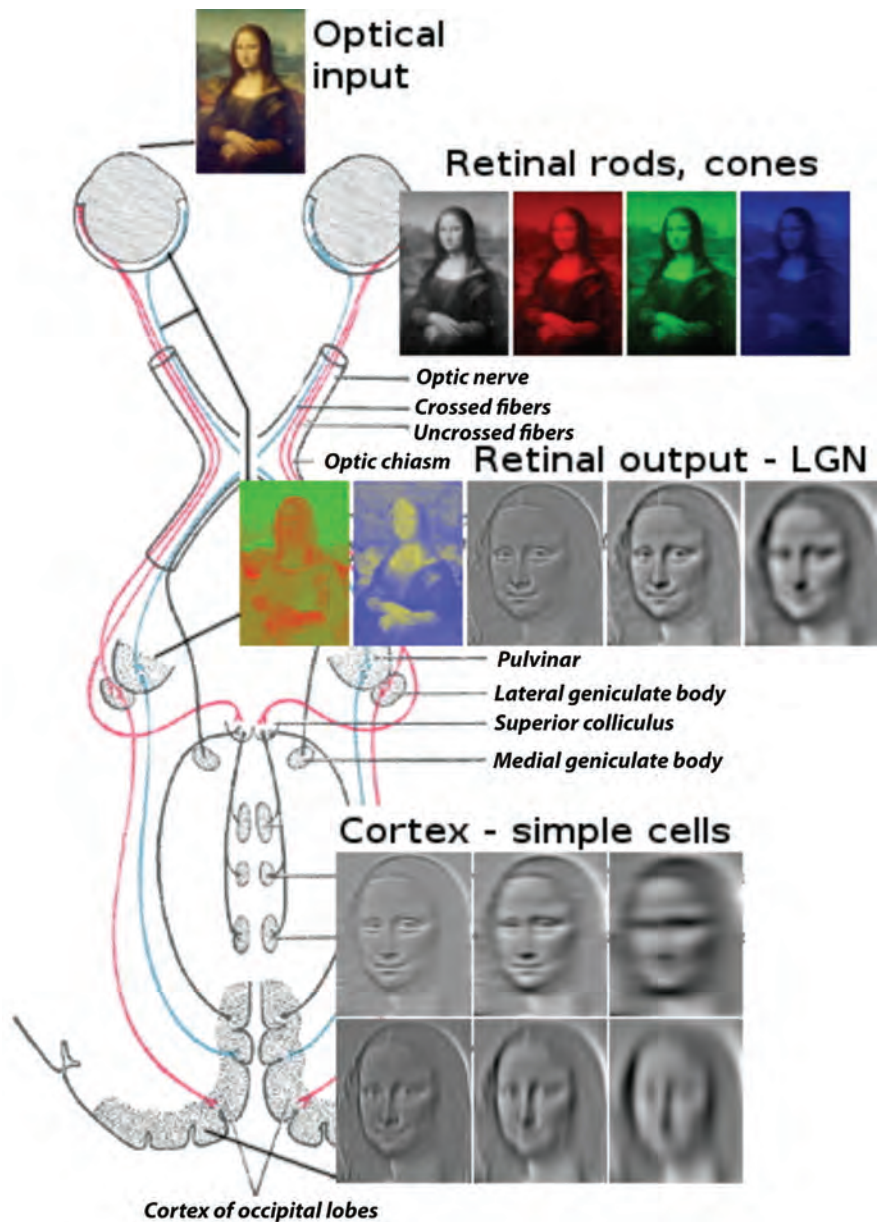 Optical
input
Retinal rods, cones
Optic nerve
Crossed fibers
Uncrossed fibers
Optic chiasm
Retinal output - LGN
Pulvinar
Lateral geniculate body
Superior colliculus
Medial geniculate body
Cortex - simple cells
Cortex of occipital lobes